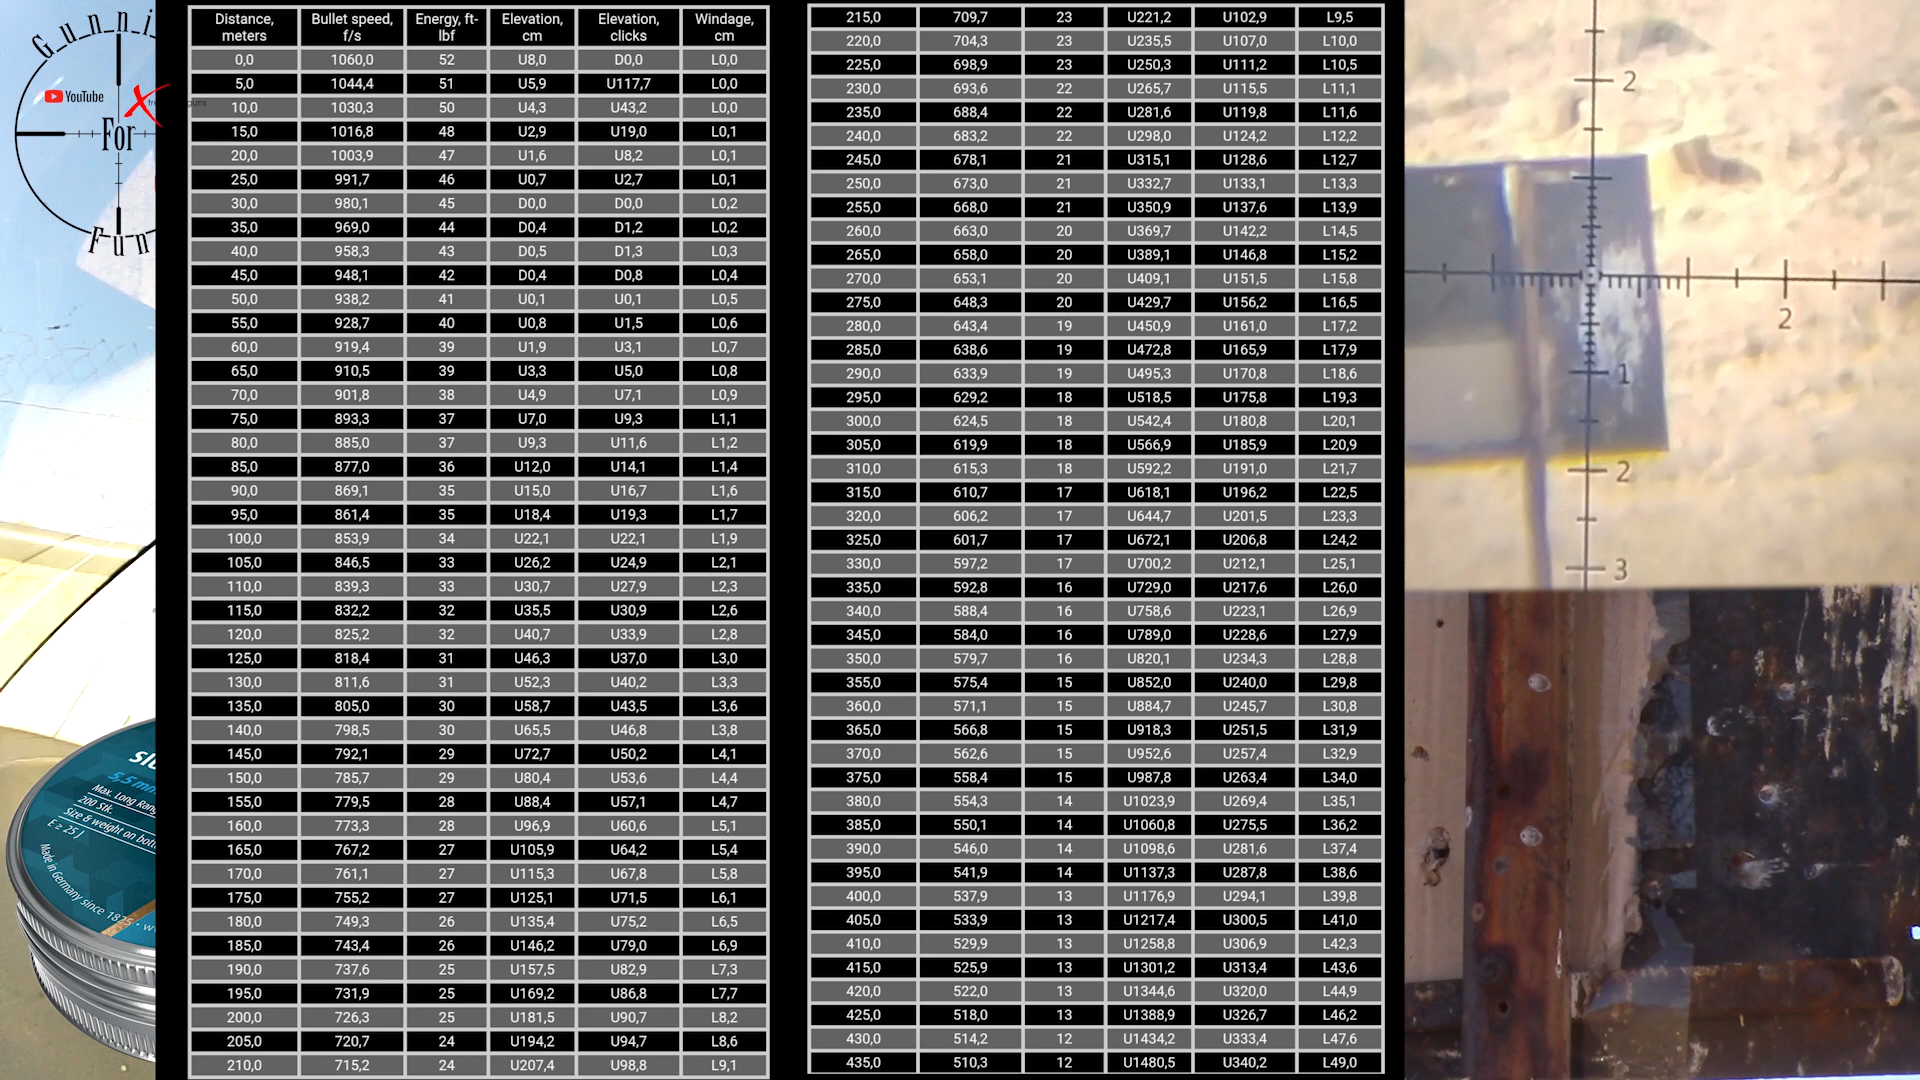 Gunni
YouTube
X
For
Fun
slu
5,5mm
Max. Long Rang
200 Stk.
Size & weight on bott
E ≥ 25 J
Made in Germany since 1825
Distance, meters Bullet speed, f/s Energy, ft-lbf Elevation, cm Elevation, clicks Windage, cm
0,0 1060,0 52 U8,0 D0,0 L0,0
5,0 1044,4 51 U5,9 U117,7 L0,0
10,0 1030,3 50 U4,3 U43,2 L0,0
15,0 1016,8 48 U2,9 U19,0 L0,1
20,0 1003,9 47 U1,6 U8,2 L0,1
25,0 991,7 46 U0,7 U2,7 L0,1
30,0 980,1 45 D0,0 D0,0 L0,2
35,0 969,0 44 D0,4 D1,2 L0,2
40,0 958,3 43 D0,5 D1,3 L0,3
45,0 948,1 42 D0,4 D0,8 L0,4
50,0 938,2 41 U0,1 U0,1 L0,5
55,0 928,7 40 U0,8 U1,5 L0,6
60,0 919,4 39 U1,9 U3,1 L0,7
65,0 910,5 39 U3,3 U5,0 L0,8
70,0 901,8 38 U4,9 U7,1 L0,9
75,0 893,3 37 U7,0 U9,3 L1,1
80,0 885,0 37 U9,3 U11,6 L1,2
85,0 877,0 36 U12,0 U14,1 L1,4
90,0 869,1 35 U15,0 U16,7 L1,6
95,0 861,4 35 U18,4 U19,3 L1,7
100,0 853,9 34 U22,1 U22,1 L1,9
105,0 846,5 33 U26,2 U24,9 L2,1
110,0 839,3 33 U30,7 U27,9 L2,3
115,0 832,2 32 U35,5 U30,9 L2,6
120,0 825,2 32 U40,7 U33,9 L2,8
125,0 818,4 31 U46,3 U37,0 L3,0
130,0 811,6 31 U52,3 U40,2 L3,3
135,0 805,0 30 U58,7 U43,5 L3,6
140,0 798,5 30 U65,5 U46,8 L3,8
145,0 792,1 29 U72,7 U50,2 L4,1
150,0 785,7 29 U80,4 U53,6 L4,4
155,0 779,5 28 U88,4 U57,1 L4,7
160,0 773,3 28 U96,9 U60,6 L5,1
165,0 767,2 27 U105,9 U64,2 L5,4
170,0 761,1 27 U115,3 U67,8 L5,8
175,0 755,2 27 U125,1 U71,5 L6,1
180,0 749,3 26 U135,4 U75,2 L6,5
185,0 743,4 26 U146,2 U79,0 L6,9
190,0 737,6 25 U157,5 U82,9 L7,3
195,0 731,9 25 U169,2 U86,8 L7,7
200,0 726,3 25 U181,5 U90,7 L8,2
205,0 720,7 24 U194,2 U94,7 L8,6
210,0 715,2 24 U207,4 U98,8 L9,1
215,0 709,7 23 U221,2 U102,9 L9,5
220,0 704,3 23 U235,5 U107,0 L10,0
225,0 698,9 23 U250,3 U111,2 L10,5
230,0 693,6 22 U265,7 U115,5 L11,1
235,0 688,4 22 U281,6 U119,8 L11,6
240,0 683,2 22 U298,0 U124,2 L12,2
245,0 678,1 21 U315,1 U128,6 L12,7
250,0 673,0 21 U332,7 U133,1 L13,3
255,0 668,0 21 U350,9 U137,6 L13,9
260,0 663,0 20 U369,7 U142,2 L14,5
265,0 658,0 20 U389,1 U146,8 L15,2
270,0 653,1 20 U409,1 U151,5 L15,8
275,0 648,3 20 U429,7 U156,2 L16,5
280,0 643,4 19 U450,9 U161,0 L17,2
285,0 638,6 19 U472,8 U165,9 L17,9
290,0 633,9 19 U495,3 U170,8 L18,6
295,0 629,2 18 U518,5 U175,8 L19,3
300,0 624,5 18 U542,4 U180,8 L20,1
305,0 619,9 18 U566,9 U185,9 L20,9
310,0 615,3 18 U592,2 U191,0 L21,7
315,0 610,7 17 U618,1 U196,2 L22,5
320,0 606,2 17 U644,7 U201,5 L23,3
325,0 601,7 17 U672,1 U206,8 L24,2
330,0 597,2 17 U700,2 U212,1 L25,1
335,0 592,8 16 U729,0 U217,6 L26,0
340,0 588,4 16 U758,6 U223,1 L26,9
345,0 584,0 16 U789,0 U228,6 L27,9
350,0 579,7 16 U820,1 U234,3 L28,8
355,0 575,4 15 U852,0 U240,0 L29,8
360,0 571,1 15 U884,7 U245,7 L30,8
365,0 566,8 15 U918,3 U251,5 L31,9
370,0 562,6 15 U952,6 U257,4 L32,9
375,0 558,4 15 U987,8 U263,4 L34,0
380,0 554,3 14 U1023,9 U269,4 L35,1
385,0 550,1 14 U1060,8 U275,5 L36,2
390,0 546,0 14 U1098,6 U281,6 L37,4
395,0 541,9 14 U1137,3 U287,8 L38,6
400,0 537,9 13 U1176,9 U294,1 L39,8
405,0 533,9 13 U1217,4 U300,5 L41,0
410,0 529,9 13 U1258,8 U306,9 L42,3
415,0 525,9 13 U1301,2 U313,4 L43,6
420,0 522,0 13 U1344,6 U320,0 L44,9
425,0 518,0 13 U1388,9 U326,7 L46,2
430,0 514,2 12 U1434,2 U333,4 L47,6
435,0 510,3 12 U1480,5 U340,2 L49,0
2
2
1
2
3